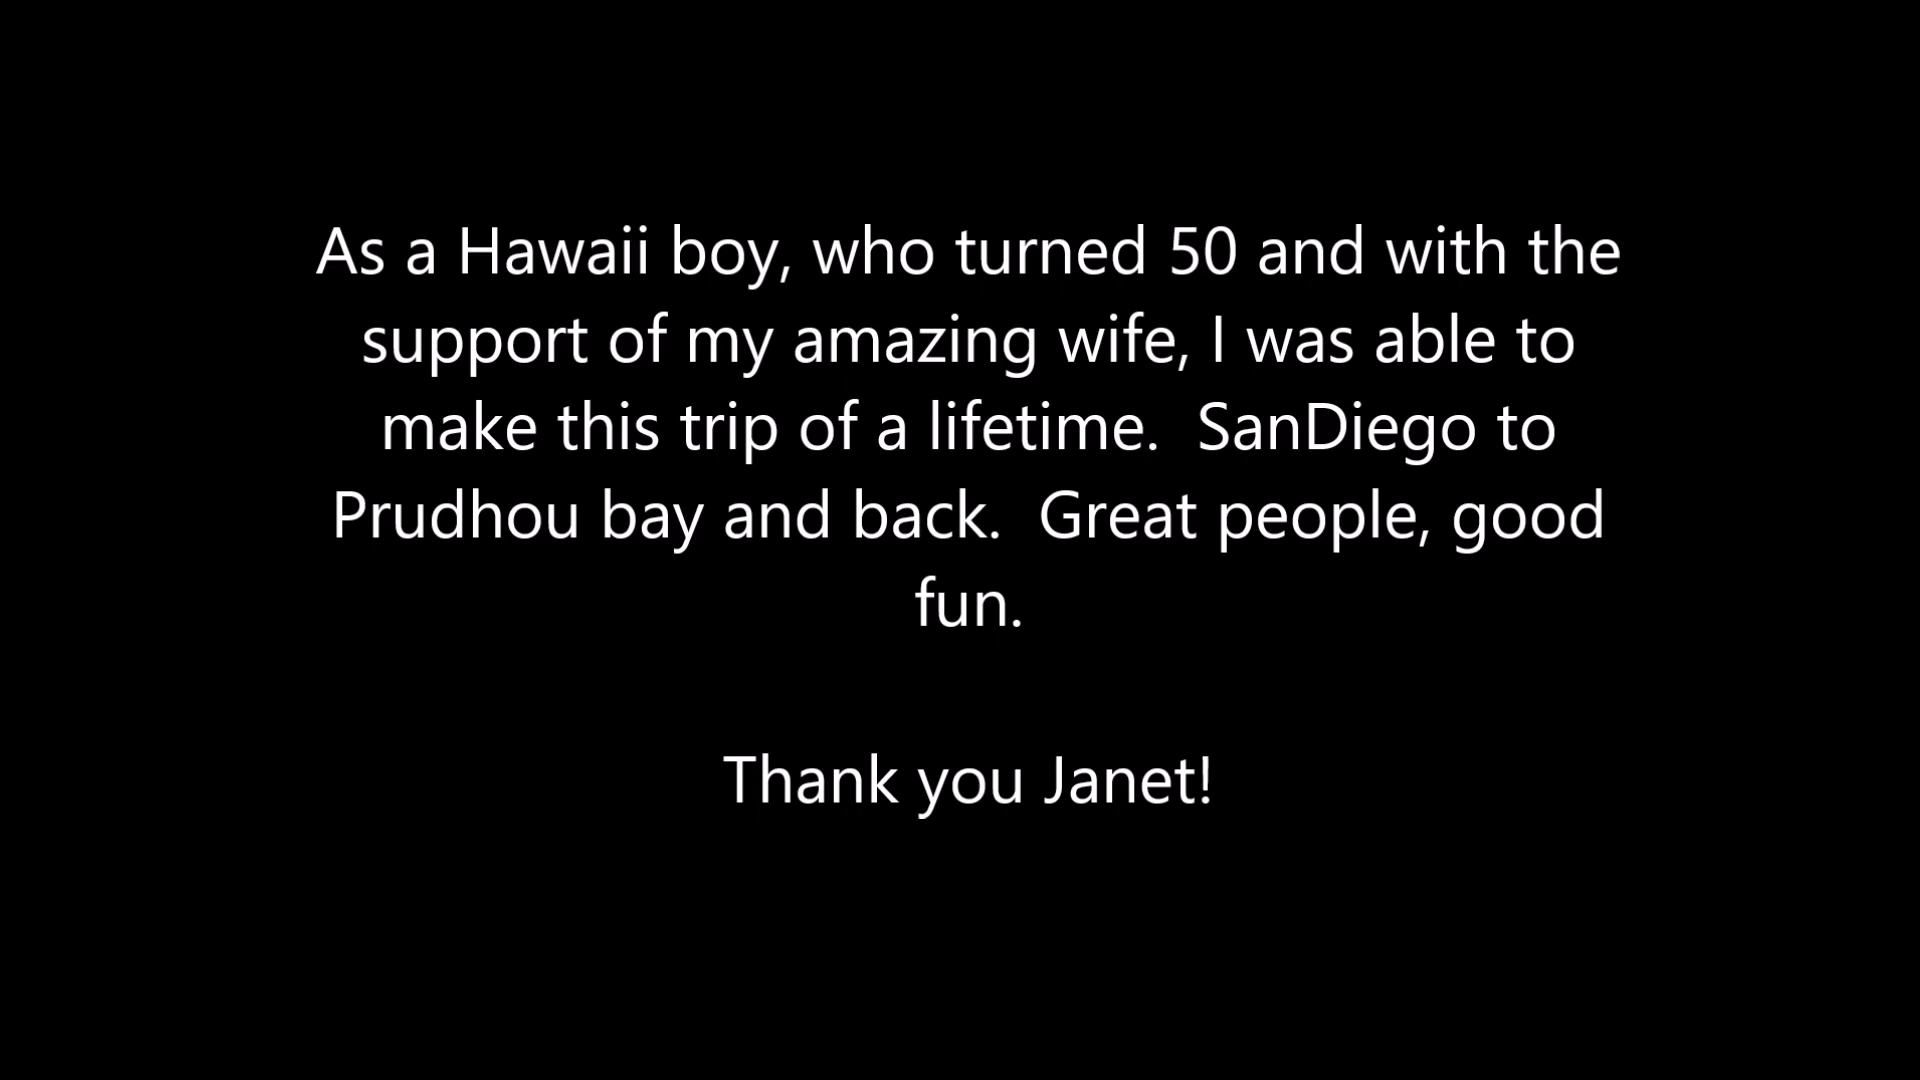 As a Hawaii boy, who turned 50 and with the
support of my amazing wife, I was able to
make this trip of a lifetime.  SanDiego to
Prudhou bay and back.  Great people, good
fun.
Thank you Janet!